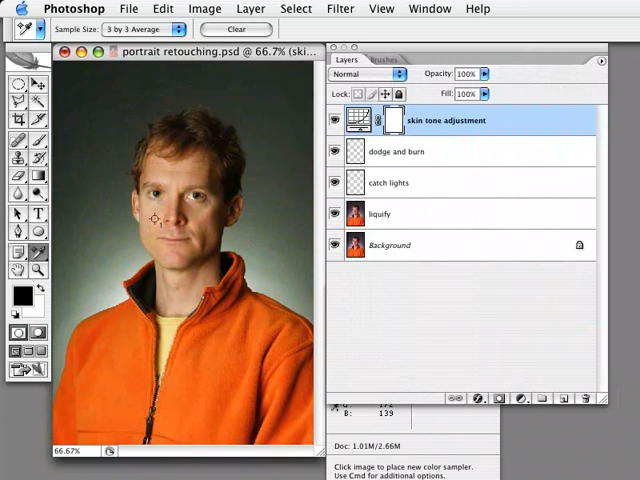 Photoshop File Edit Image Layer Select Filter View Window Help
Sample Size: 3 by 3 Average Clear
portrait retouching.psd @ 66.7% (ski...
Layers Brushes
Normal Opacity: 100%
Lock: Fill: 100%
skin tone adjustment
dodge and burn
catch lights
liquify
Background
1
T
B: 139
66.67%
Doc: 1.01M/2.66M
Click image to place new color sampler.
Use Cmd for additional options.